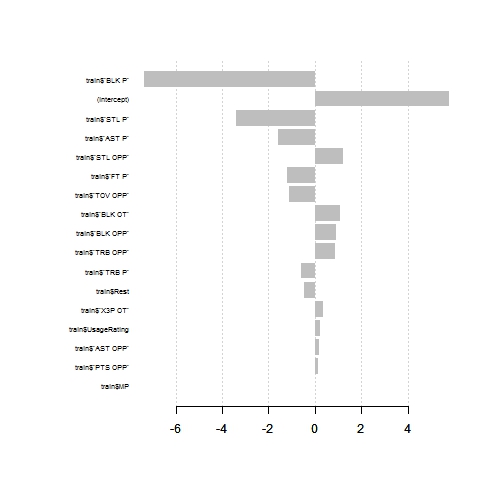 train$`BLK P`
(Intercept)
train$`STL P`
train$`AST P`
train$`STL OPP`
train$`FT P`
train$`TOV OPP`
train$`BLK OT`
train$`BLK OPP`
train$`TRB OPP`
train$`TRB P`
train$Rest
train$`X3P OT`
train$UsageRating
train$`AST OPP`
train$`PTS OPP`
train$MP
-6 -4 -2 0 2 4